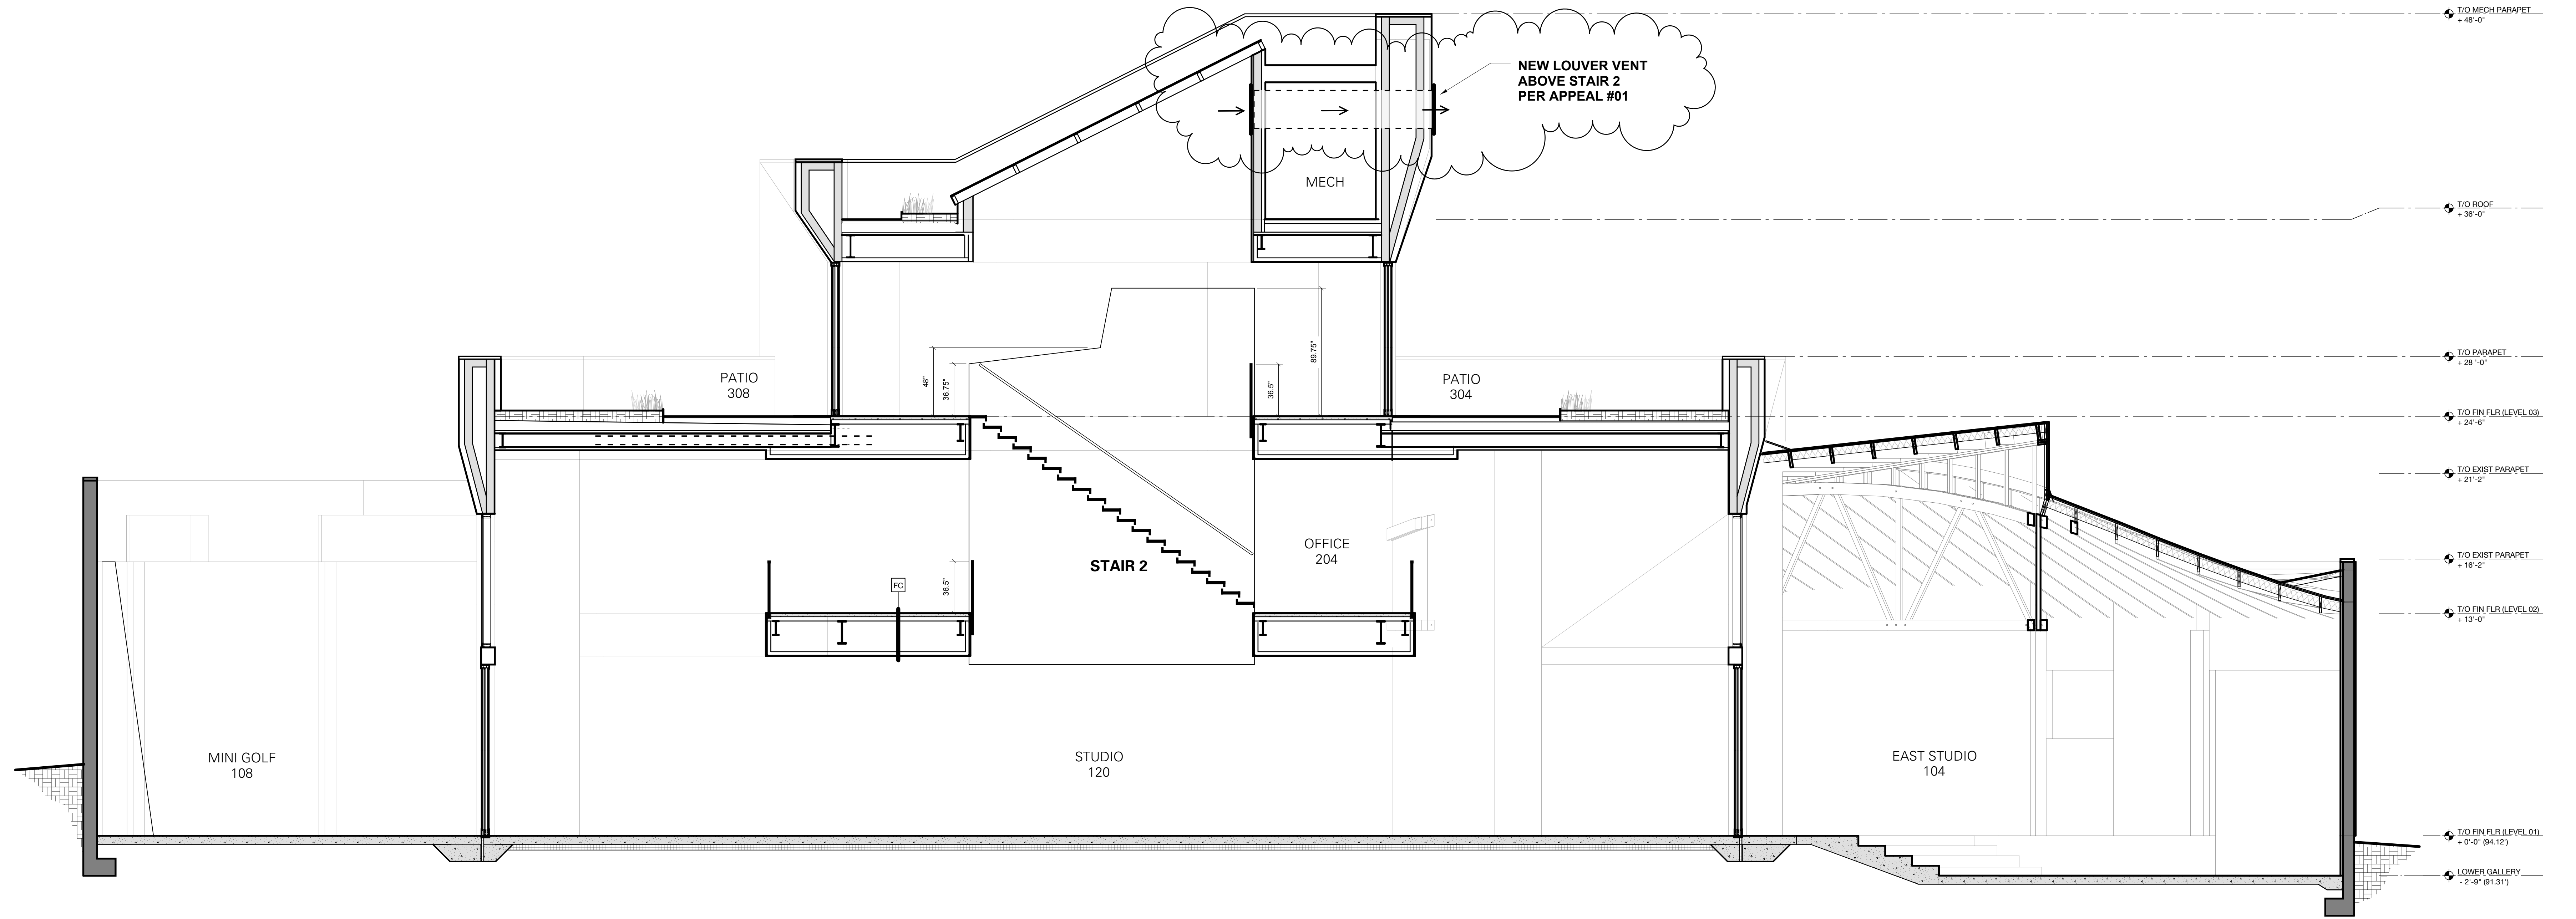 T/O MECH PARAPET
+ 48'-0"
NEW LOUVER VENT
ABOVE STAIR 2
PER APPEAL #01
MECH
T/O ROOF
+ 36'-0"
T/O PARAPET
+ 28 '-0"
PATIO
308
48"
36.75"
36.5"
89.75"
PATIO
304
T/O FIN FLR (LEVEL 03)
+ 24'-6"
T/O EXIST PARAPET
+ 21'-2"
OFFICE
204
STAIR 2
FC
36.5"
T/O EXIST PARAPET
+ 16'-2"
T/O FIN FLR (LEVEL 02)
+ 13'-0"
MINI GOLF
108
STUDIO
120
EAST STUDIO
104
T/O FIN FLR (LEVEL 01)
+ 0'-0" (94.12')
LOWER GALLERY
- 2'-9" (91.31')